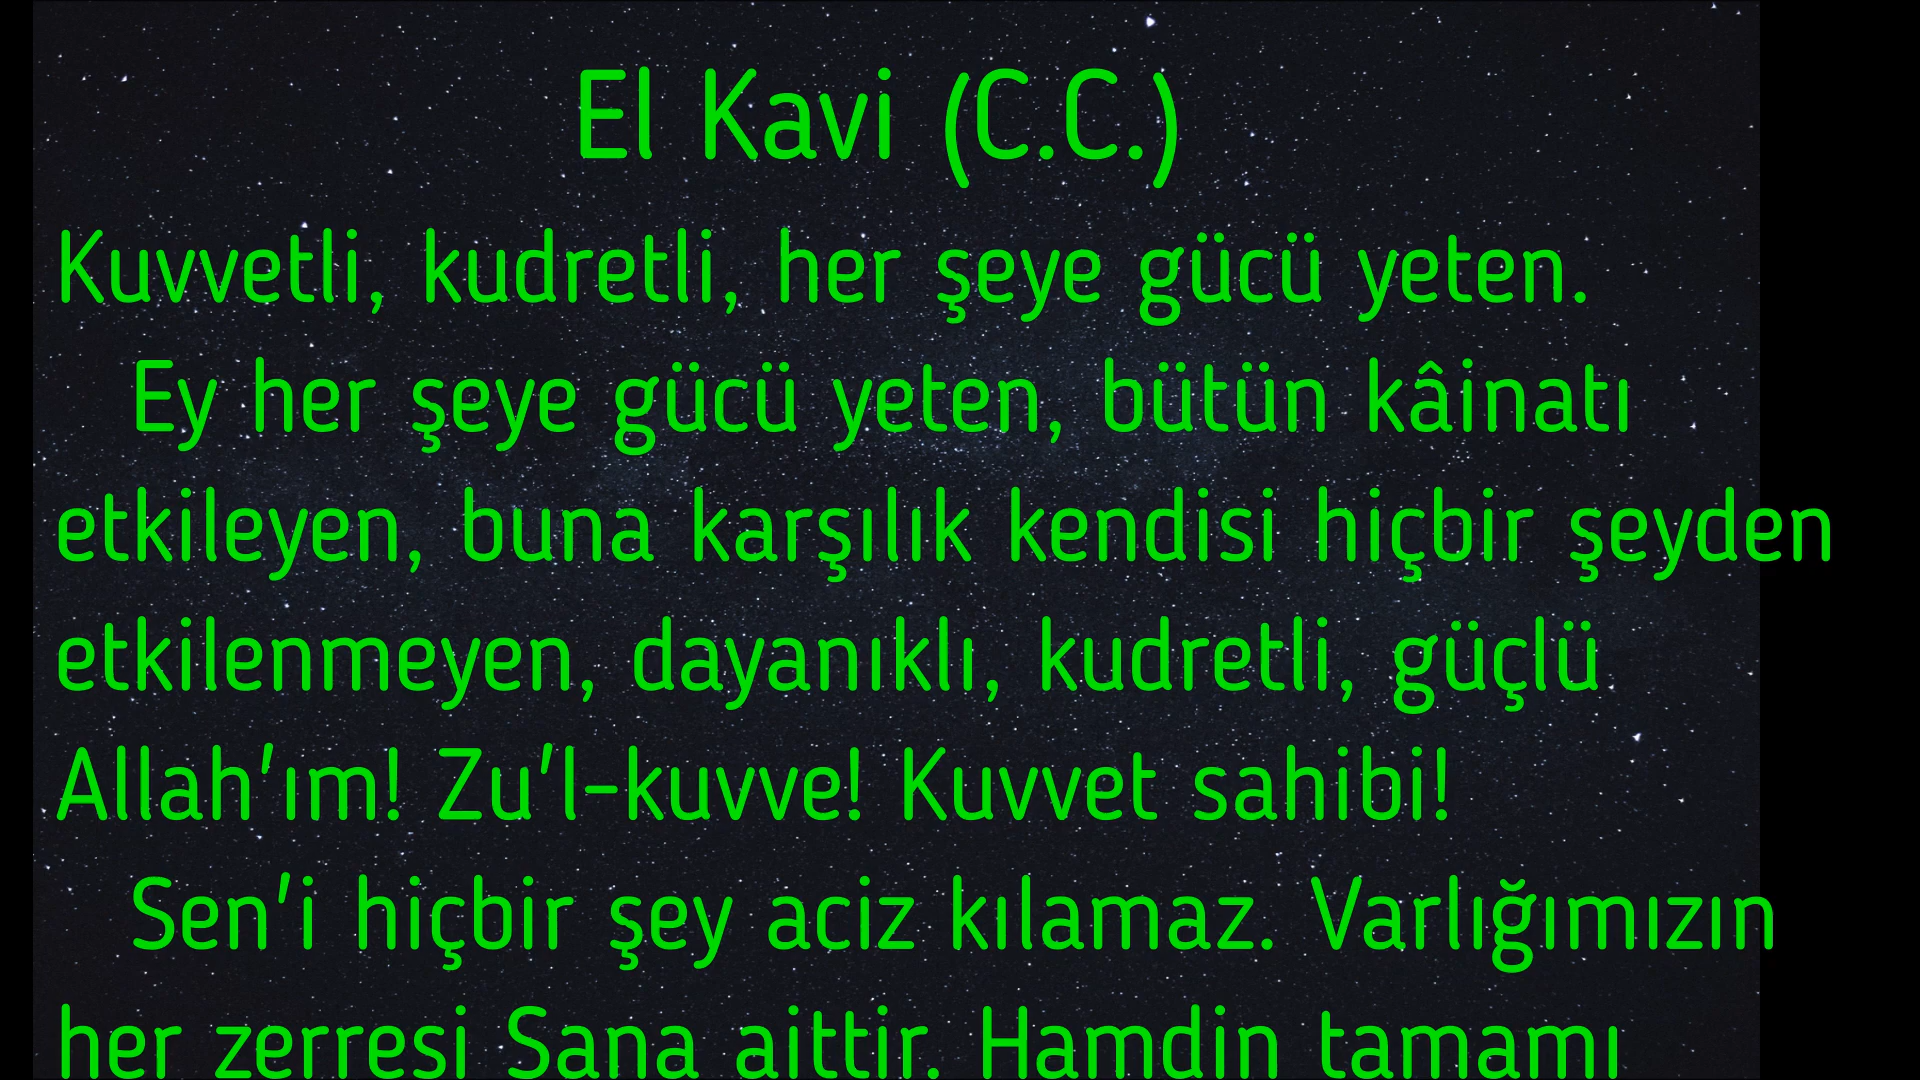 El Kavi (C.C.)
Kuvvetli, kudretli, her şeye gücü yeten.
Ey her şeye gücü yeten, bütün kâinatı
etkileyen, buna karşılık kendisi hiçbir şeyden
etkilenmeyen, dayanıklı, kudretli, güçlü
Allah'ım! Zu'l-kuvve! Kuvvet sahibi!
Sen'i hiçbir şey aciz kılamaz. Varlığımızın
her zerresi Sana aittir. Hamdin tamamı